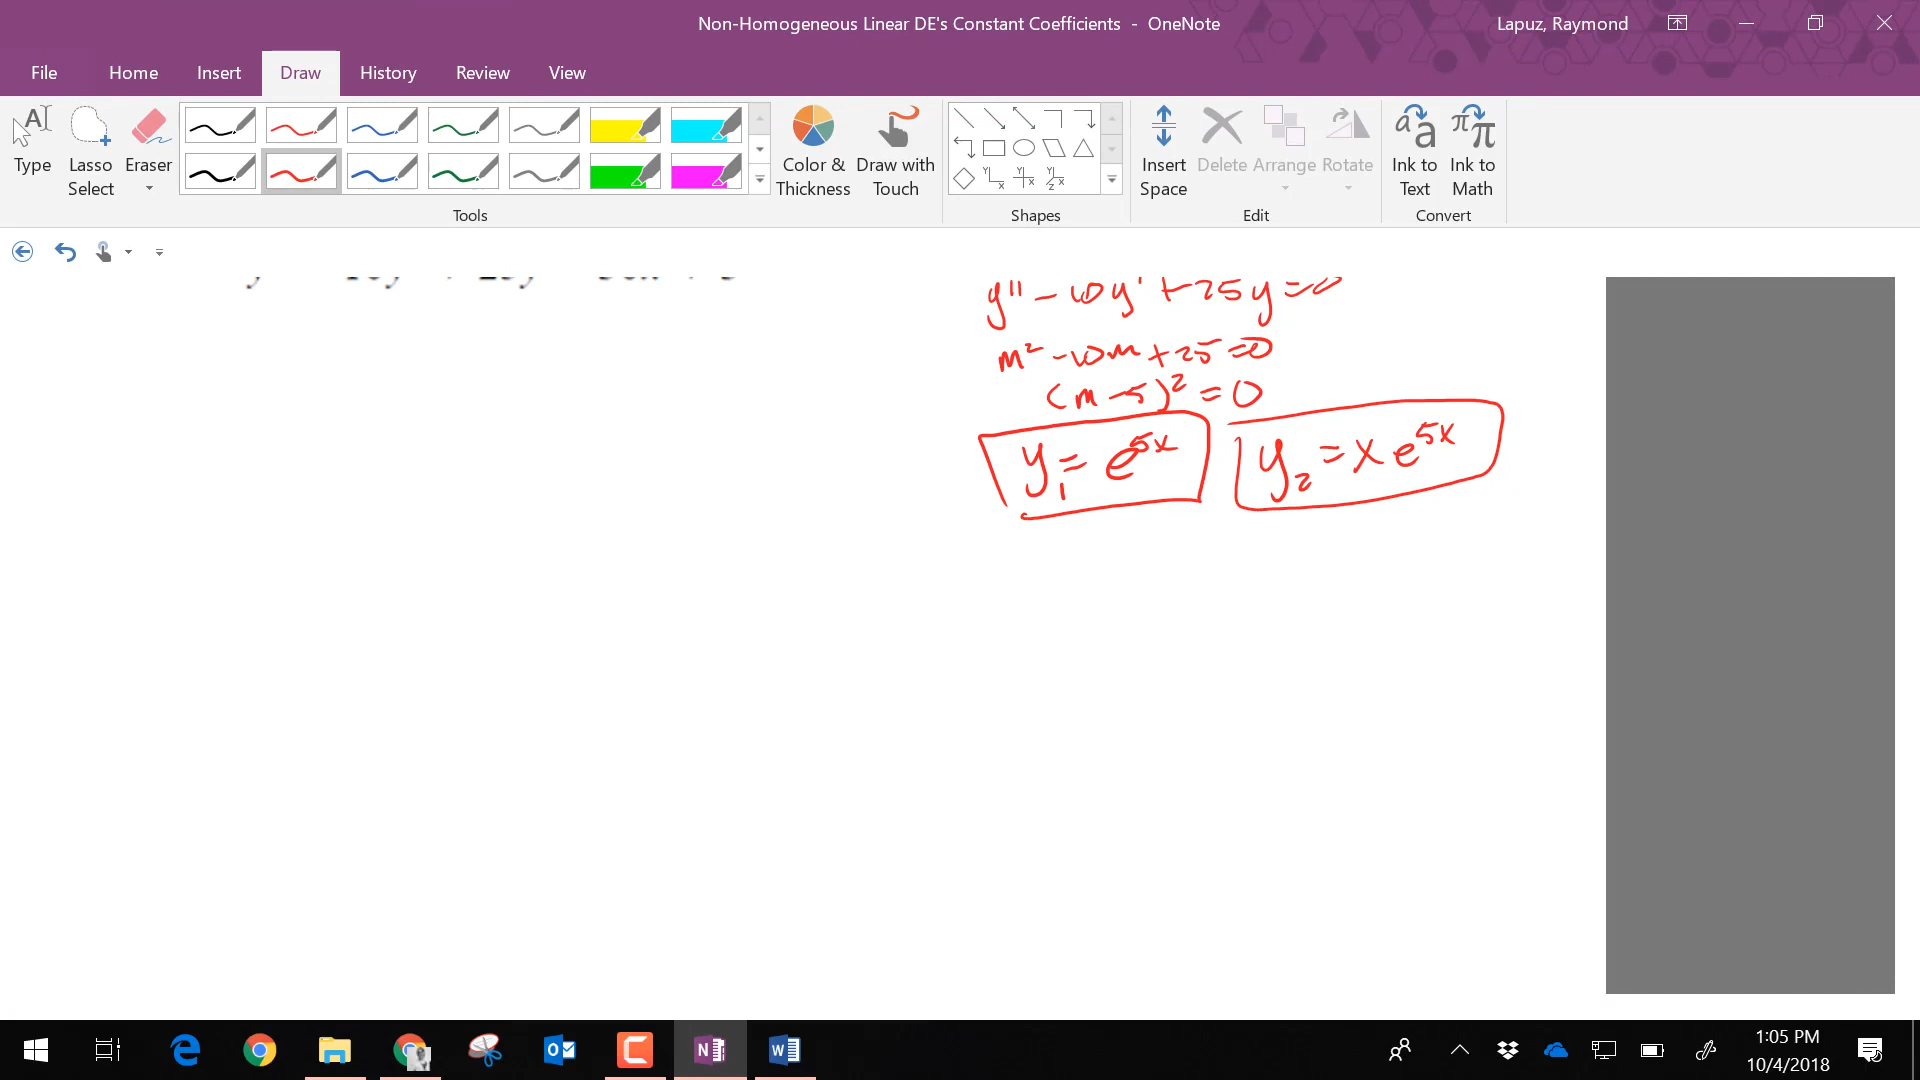 Non-Homogeneous Linear DE's Constant Coefficients - OneNote
Lapuz, Raymond
File Home Insert Draw History Review View
Type
Lasso Select
Eraser
Color & Thickness
Draw with Touch
Insert Space
Delete
Arrange
Rotate
Ink to Text
Ink to Math
Tools
Shapes
Edit
Convert
y'' - 10y' + 25y = 0
m² - 10m + 25 = 0
(m - 5)² = 0
y₁ = e^5x
y₂ = x e^5x
1:05 PM
10/4/2018